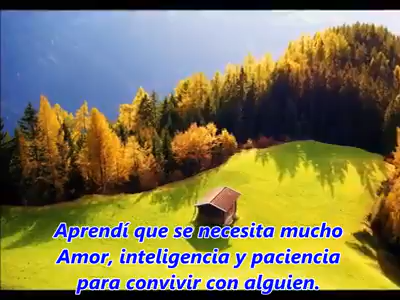 Aprendí que se necesita mucho
Amor, inteligencia y paciencia
para convivir con alguien.